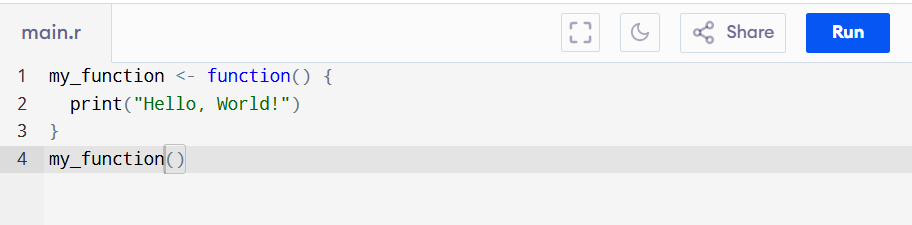 main.r Share Run
1 my_function <- function() {
2   print("Hello, World!")
3 }
4 my_function()